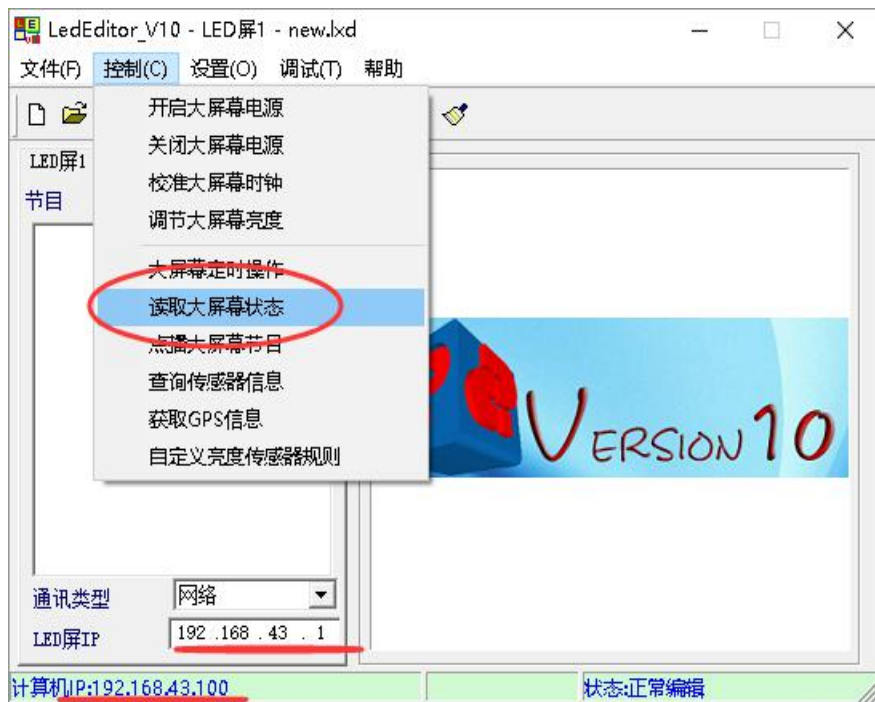 LedEditor_V10 - LED屏1 - new.lxd
文件(F) 控制(C) 设置(O) 调试(T) 帮助
开启大屏幕电源
关闭大屏幕电源
校准大屏幕时钟
调节大屏幕亮度
大屏幕定时操作
读取大屏幕状态
点播大屏幕节目
查询传感器信息
获取GPS信息
自定义亮度传感器规则
LED屏1
节目
VERSION 10
通讯类型 网络
LED屏IP 192 .168 . 43 . 1
计算机IP:192.168.43.100 状态:正常编辑